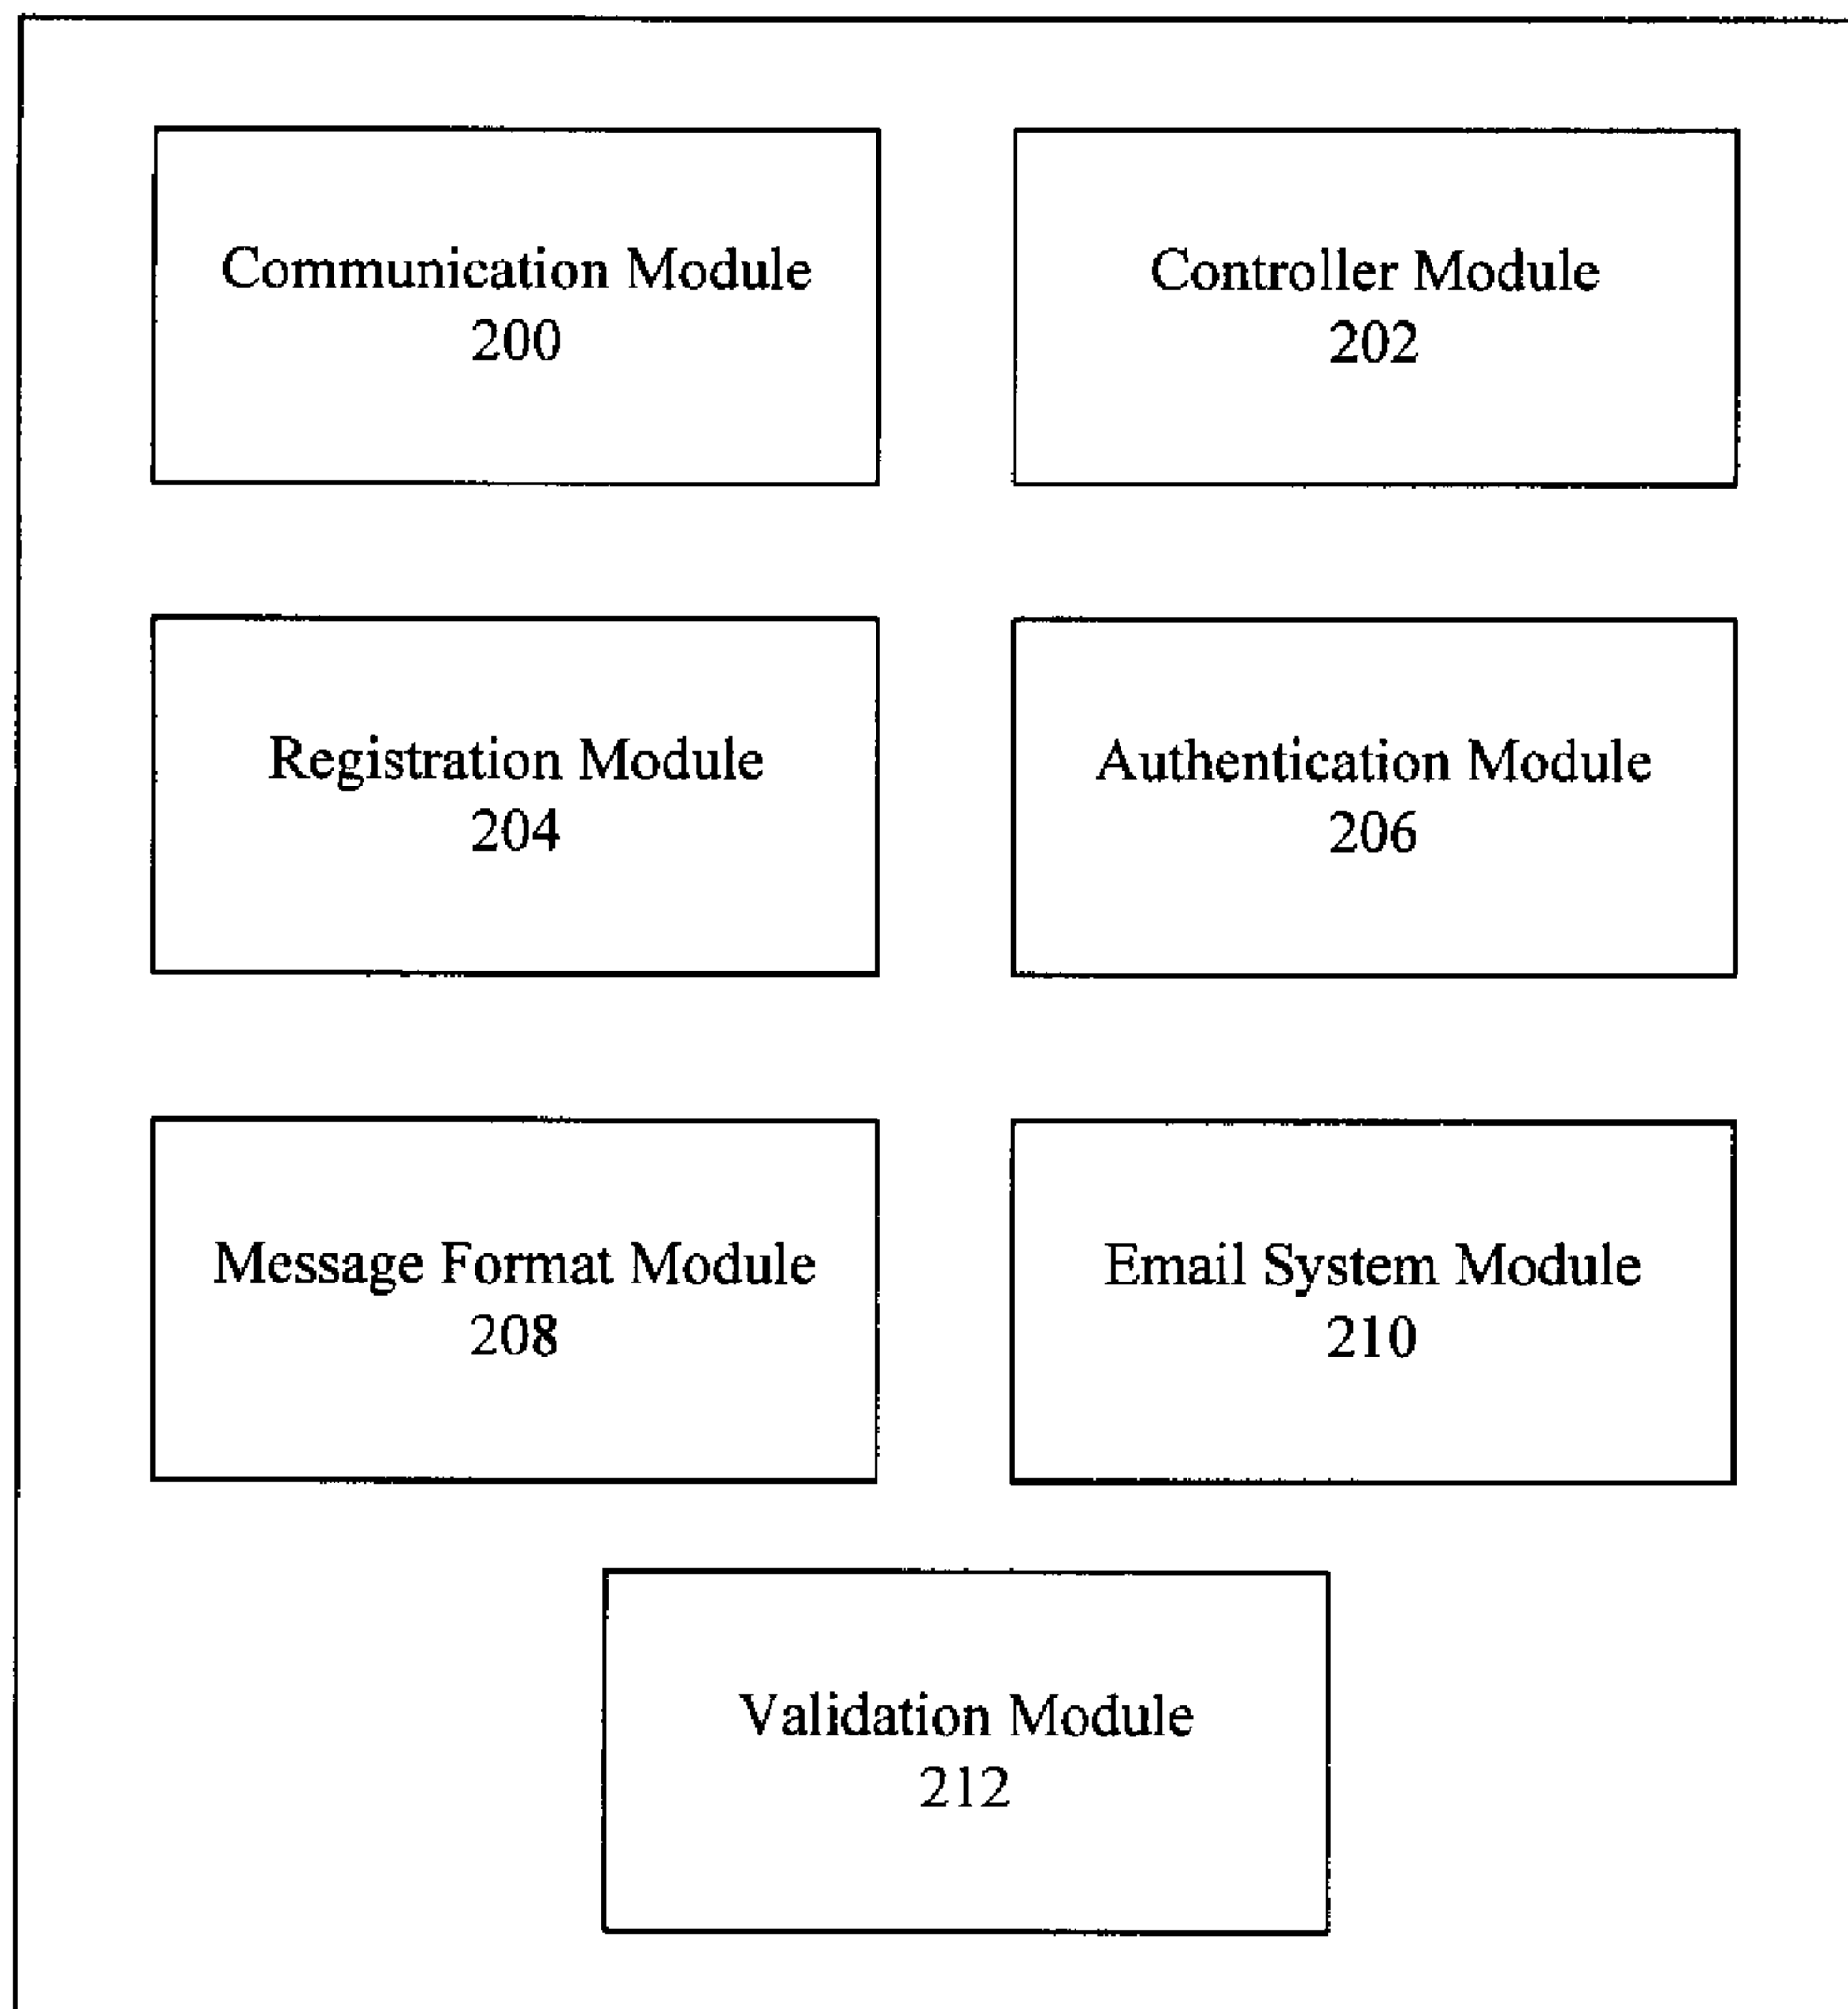 Communication Module
200
Controller Module
202
Registration Module
204
Authentication Module
206
Message Format Module
208
Email System Module
210
Validation Module
212